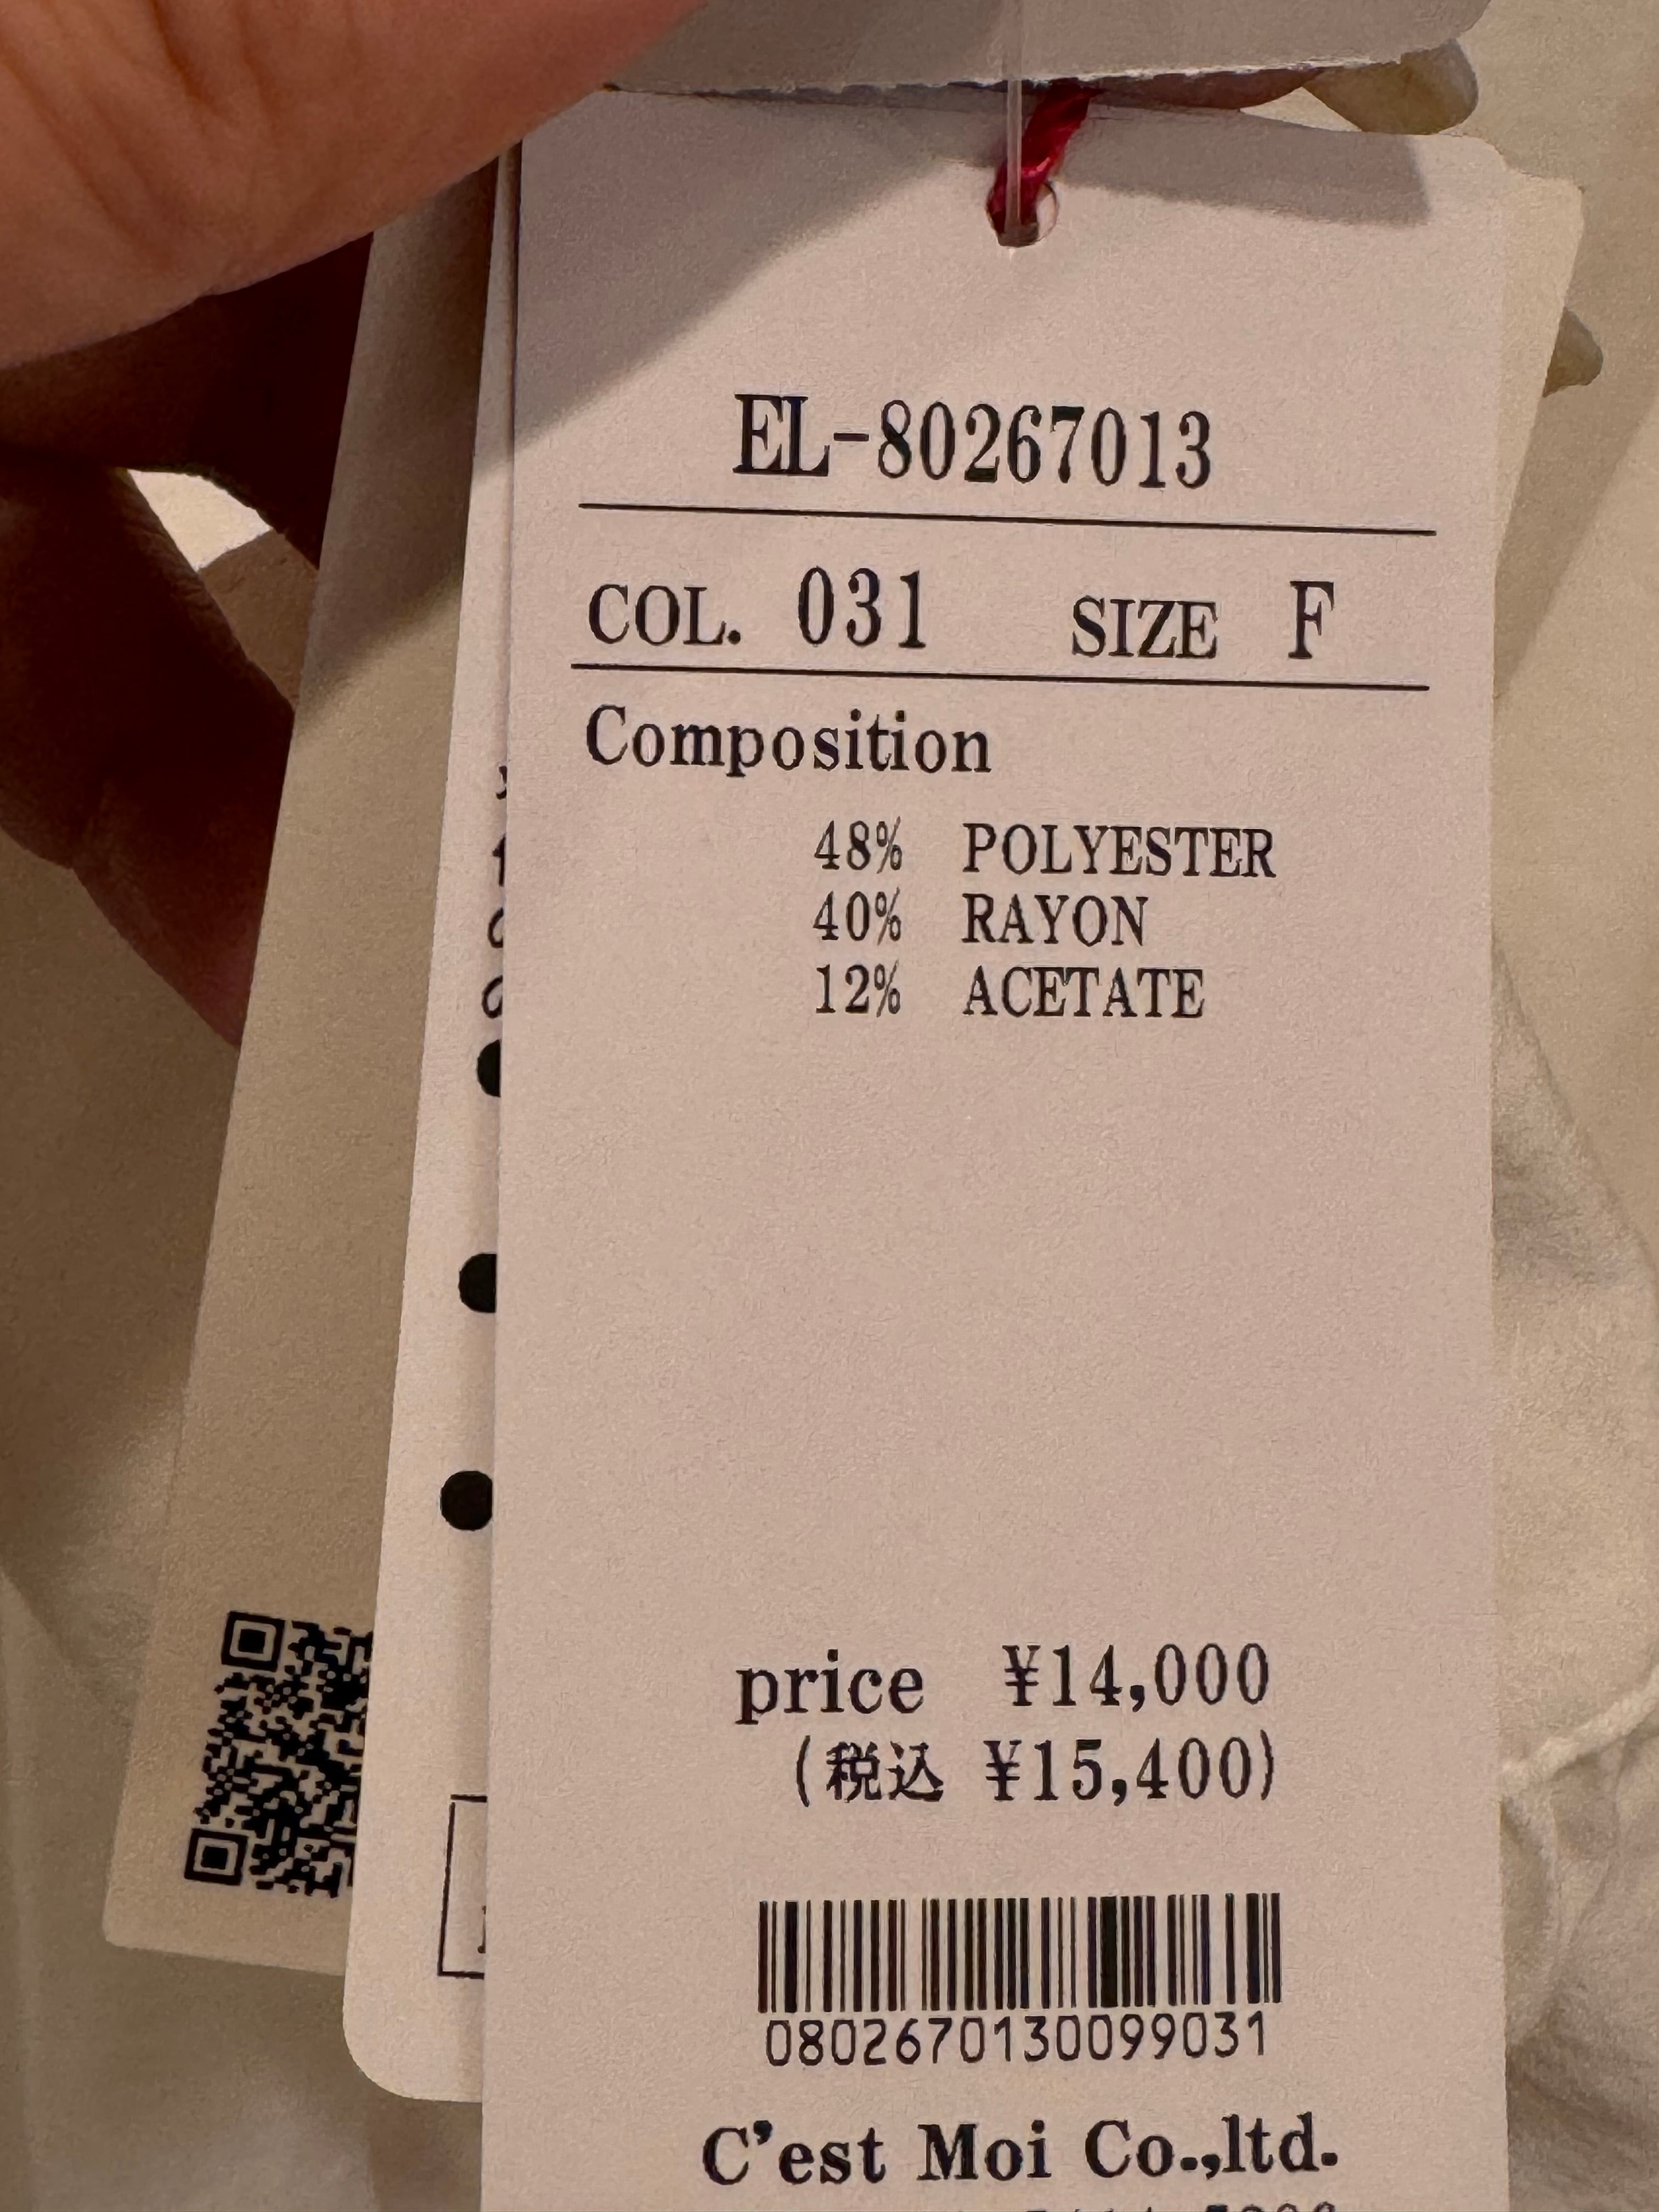 EL-80267013
COL. 031 SIZE F
Composition
48% POLYESTER
40% RAYON
12% ACETATE
price ¥14,000
(税込 ¥15,400)
0802670130099031
C'est Moi Co.,ltd.